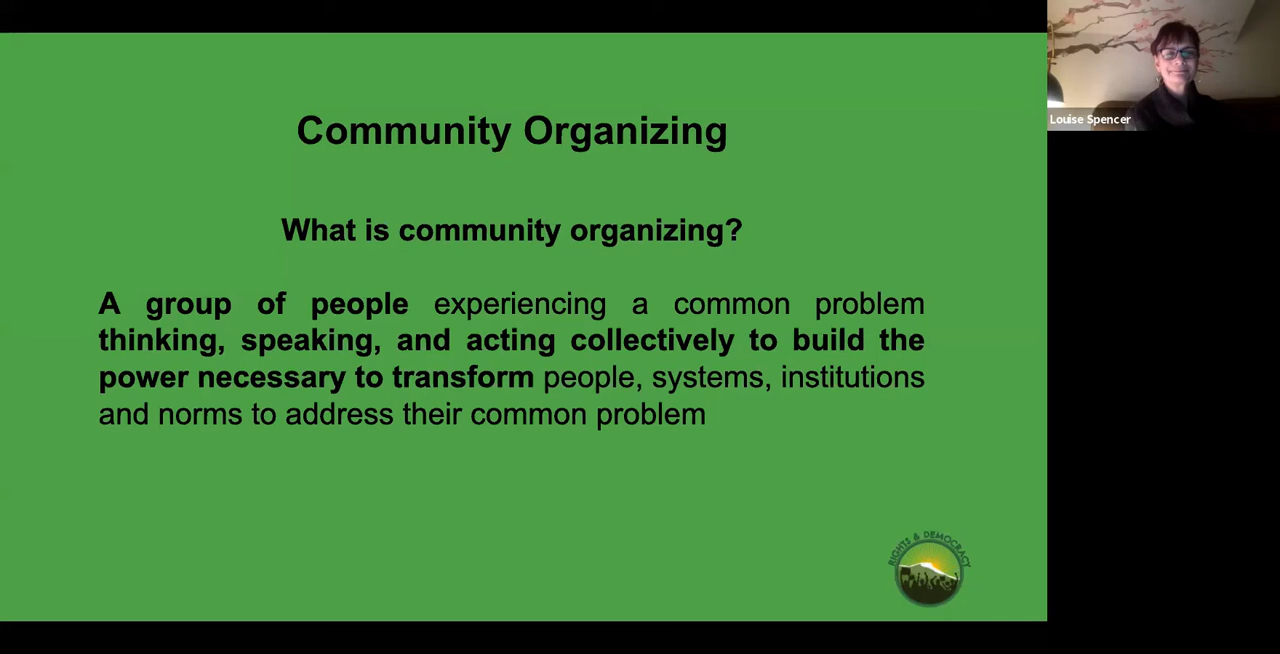 Community Organizing
What is community organizing?
A group of people experiencing a common problem
thinking, speaking, and acting collectively to build the
power necessary to transform people, systems, institutions
and norms to address their common problem
RIGHTS & DEMOCRACY
Louise Spencer